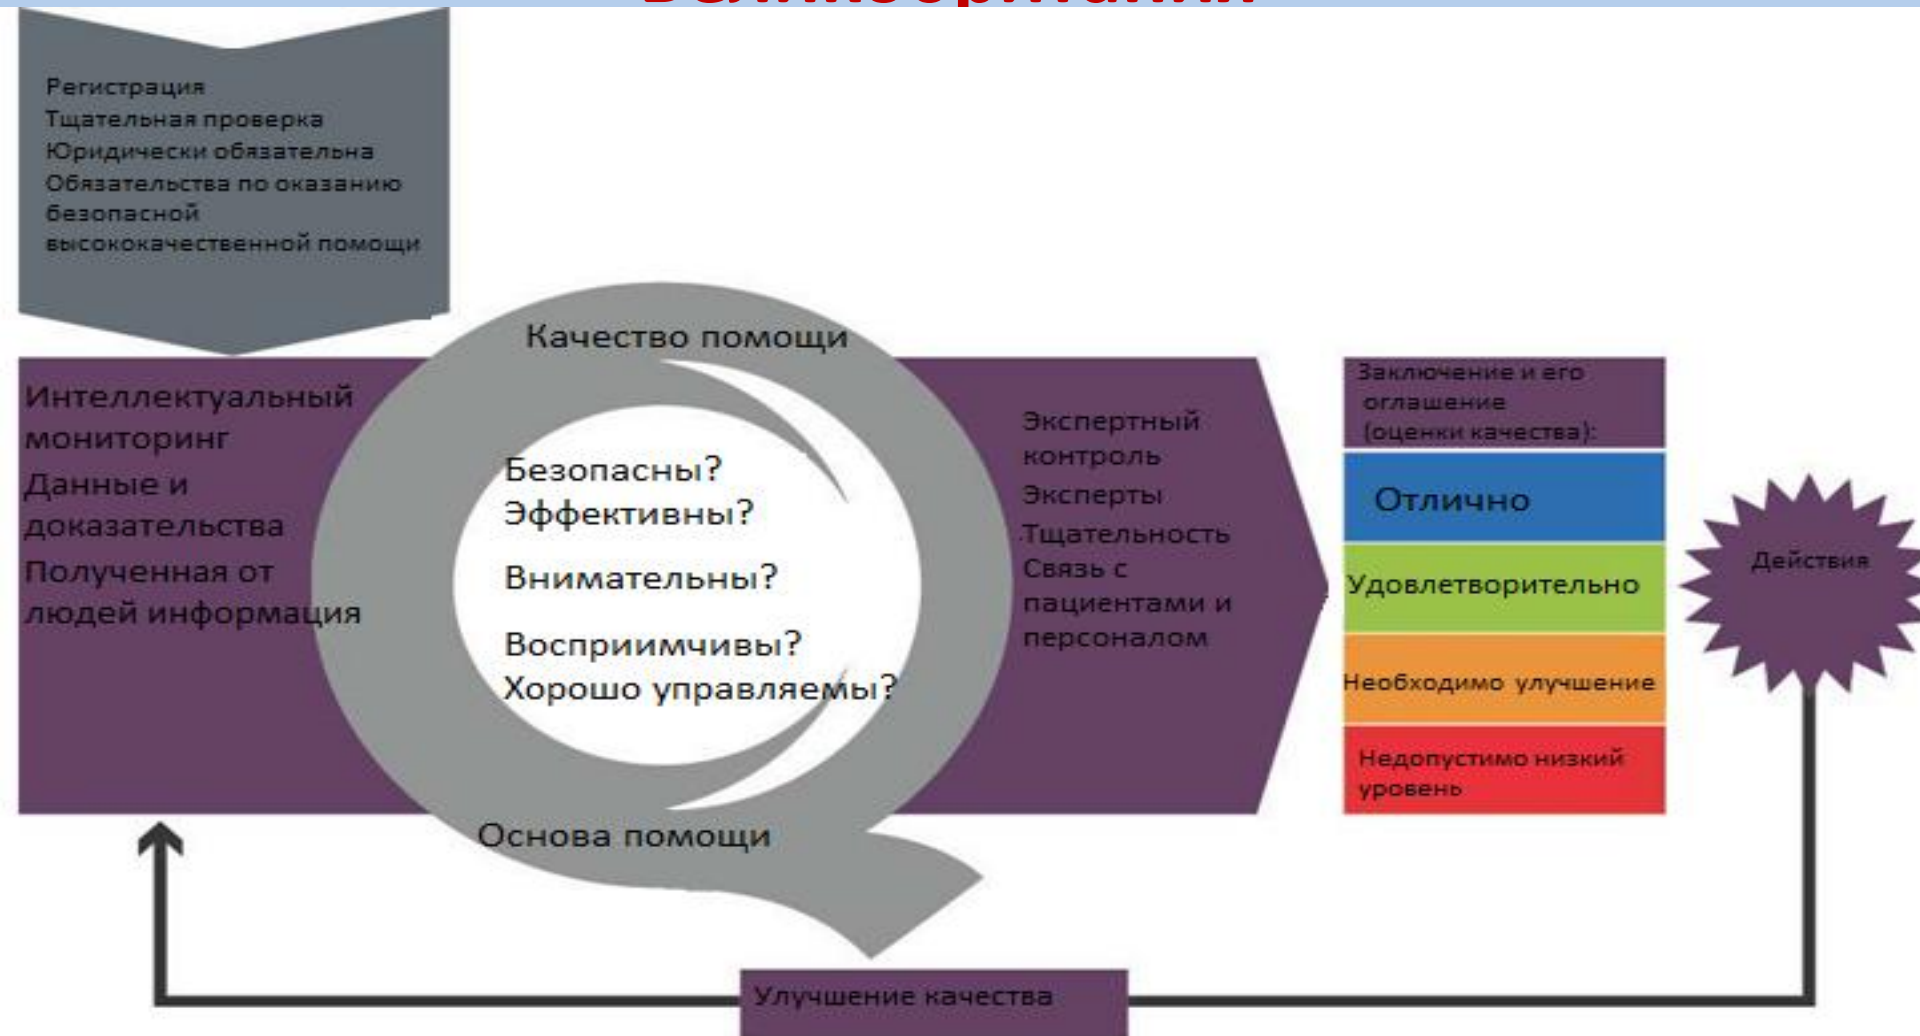 Регистрация
Тщательная проверка
Юридически обязательна
Обязательства по оказанию
безопасной
высококачественной помощи
Интеллектуальный
мониторинг
Данные и
доказательства
Полученная от
людей информация
Качество помощи
Безопасны?
Эффективны?
Внимательны?
Восприимчивы?
Хорошо управляемы?
Основа помощи
Экспертный
контроль
Эксперты
Тщательность
Связь с
пациентами и
персоналом
Заключение и его
оглашение
(оценки качества):
Отлично
Удовлетворительно
Необходимо улучшение
Недопустимо низкий
уровень
Действия
Улучшение качества